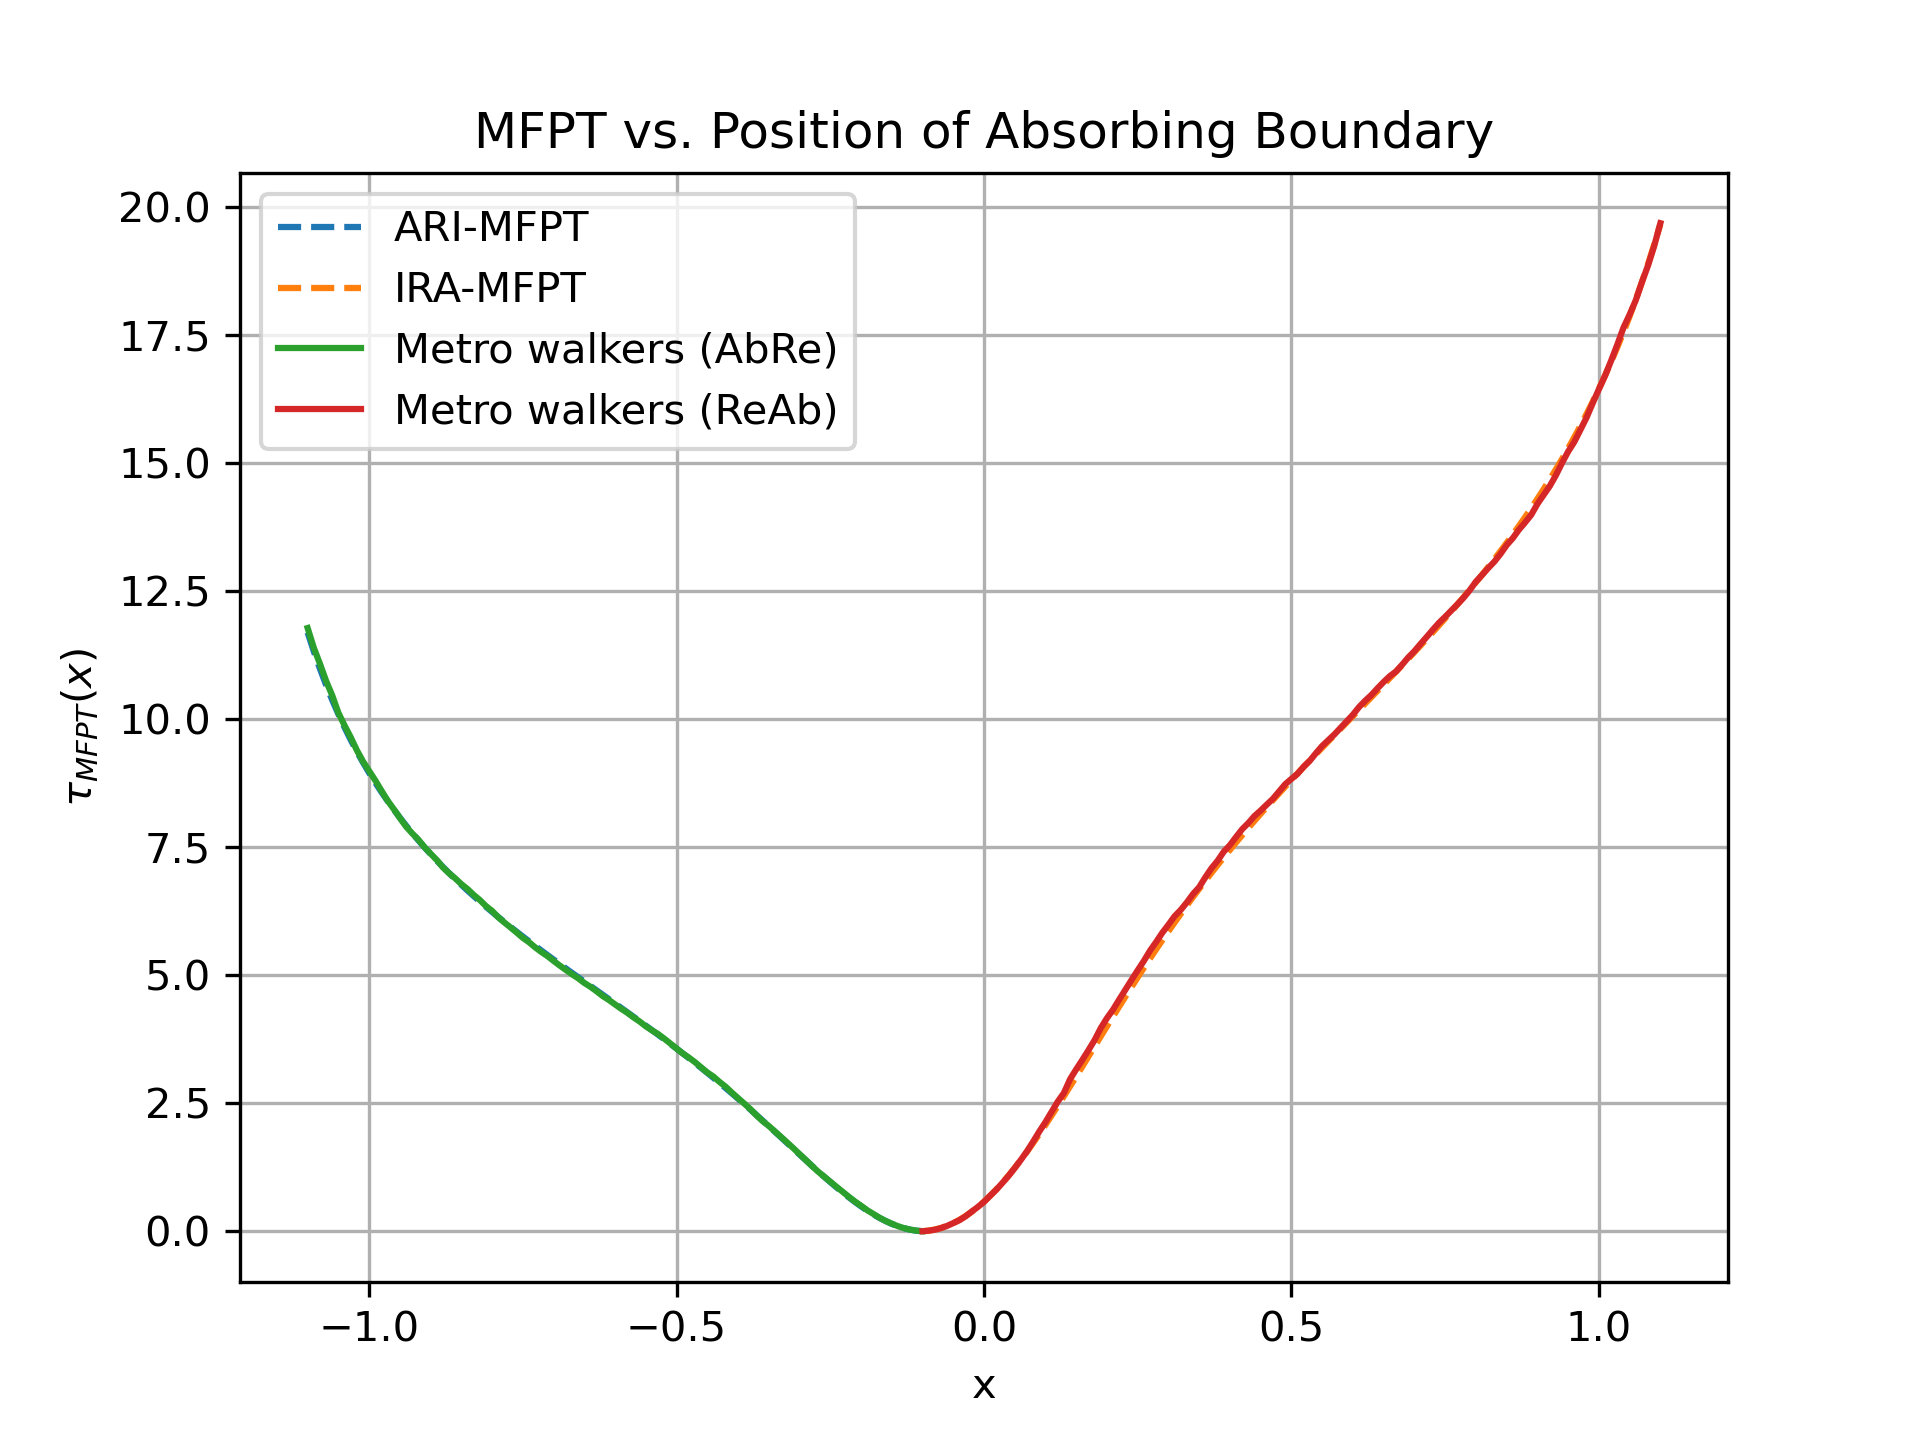 MFPT vs. Position of Absorbing Boundary
20.0
17.5
15.0
12.5
10.0
7.5
5.0
2.5
0.0
τ_MFPT(x)
ARI-MFPT
IRA-MFPT
Metro walkers (AbRe)
Metro walkers (ReAb)
−1.0 −0.5 0.0 0.5 1.0
x